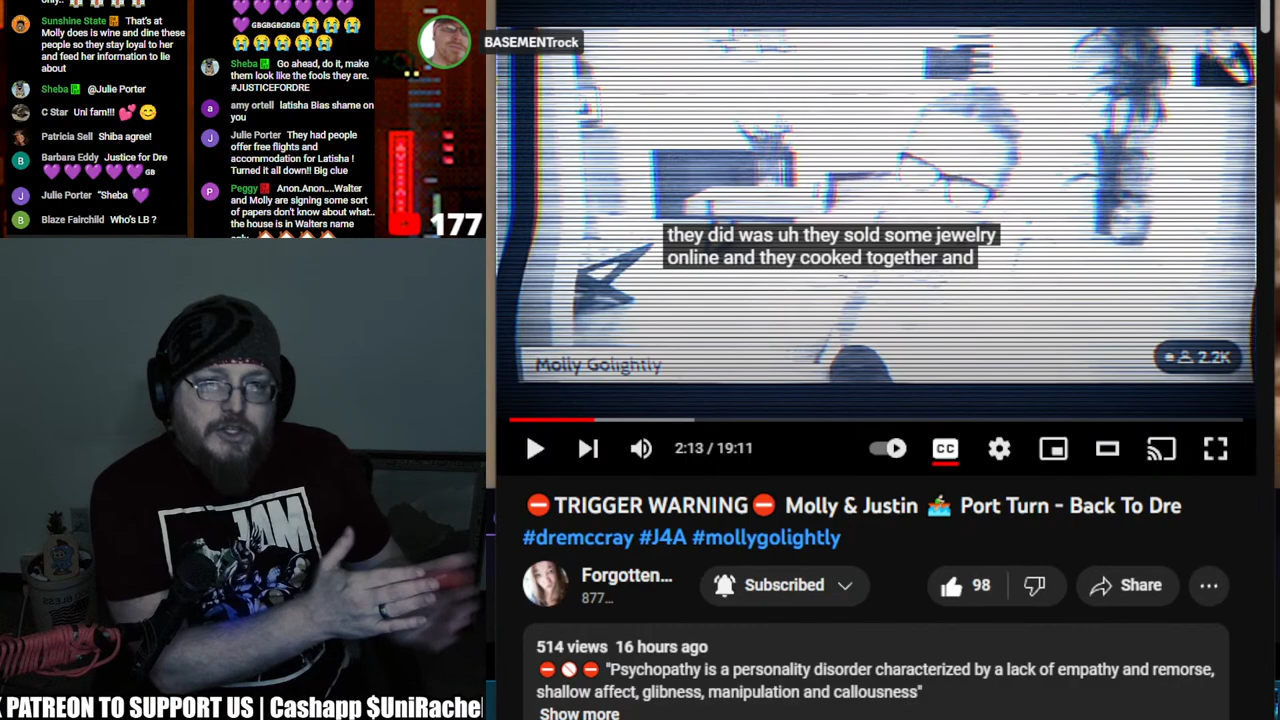 only..
Sunshine State That's at
Molly does is wine and dine these
people so they stay loyal to her
and feed her information to lie
about
Sheba @Julie Porter
C Star Uni fam!!! 💕 😊
Patricia Sell Shiba agree!
Barbara Eddy Justice for Dre
💜💜💜💜💜GB
Julie Porter "Sheba 💜
Blaze Fairchild Who's LB ?
💜💜💜💜💜💜
💜GBGBGBGBGB😭😭😭
😭😭😭😭😭
Sheba Go ahead, do it, make
them look like the fools they are.
#JUSTICEFORDRE
a amy ortell latisha Bias shame on
you
J Julie Porter They had people
offer free flights and
accommodation for Latisha !
Turned it all down!! Big clue
P Peggy Anon.Anon....Walter
and Molly are signing some sort
of papers don't know about what..
the house is in Walters name
only..
177
BASEMENTrock
they did was uh they sold some jewelry
online and they cooked together and
Molly Golightly
2.2K
2:13 / 19:11
CC
⛔TRIGGER WARNING⛔ Molly & Justin 🚣 Port Turn - Back To Dre
#dremccray #J4A #mollygolightly
Forgotten...
877...
Subscribed
98
Share
514 views 16 hours ago
⛔🚫⛔ "Psychopathy is a personality disorder characterized by a lack of empathy and remorse,
shallow affect, glibness, manipulation and callousness"
Show more
JAM
PATREON TO SUPPORT US | Cashapp $UniRachel